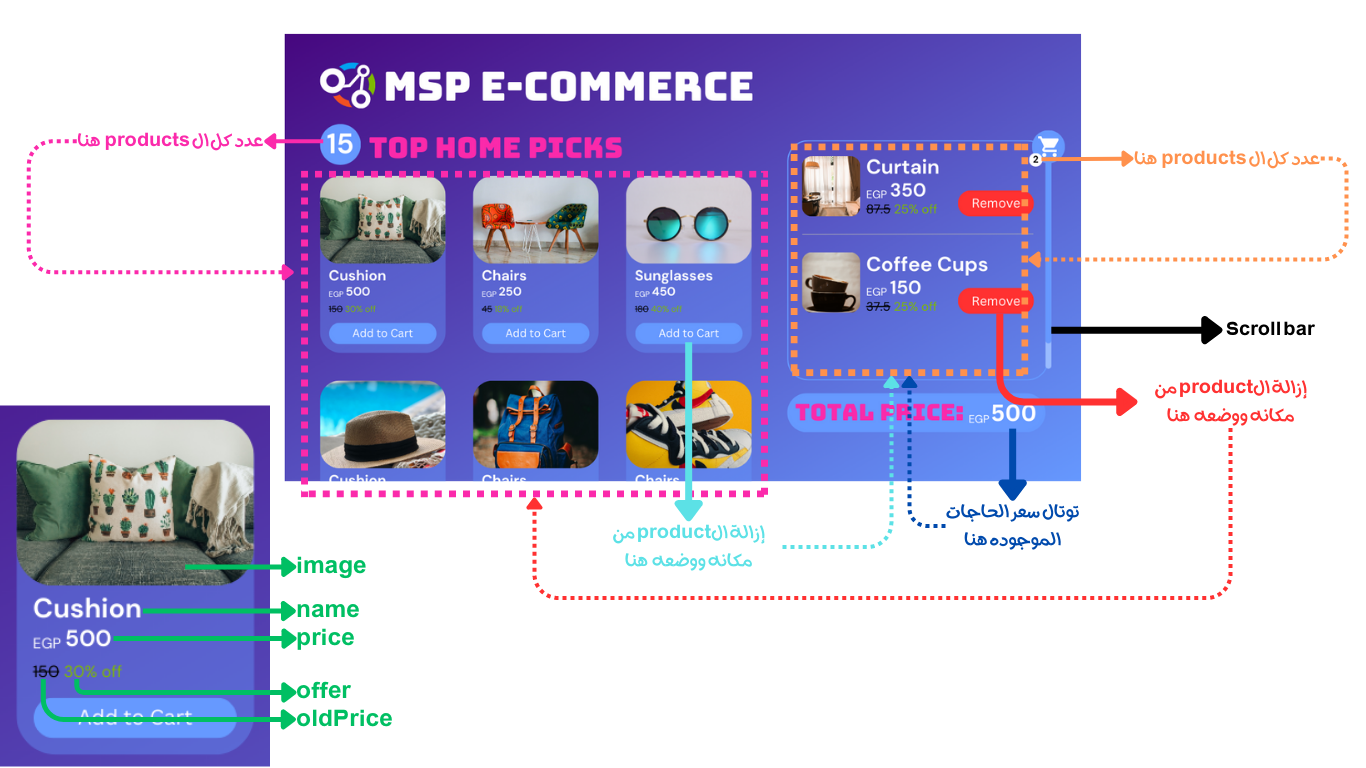 MSP E-COMMERCE
15
TOP HOME PICKS
عدد كل ال products هنا
Cushion
EGP 500
150 30% off
Add to Cart
Chairs
EGP 250
45 18% off
Add to Cart
Sunglasses
EGP 450
180 40% off
Add to Cart
Cushion
Chairs
Chairs
2
عدد كل ال products هنا
Curtain
EGP 350
87.5 25% off
Remove
Coffee Cups
EGP 150
37.5 25% off
Remove
Scroll bar
TOTAL PRICE: EGP 500
إزالة ال product من
مكانه ووضعه هنا
إزالة ال product من
مكانه ووضعه هنا
توتال سعر الحاجات
الموجوده هنا
Cushion
EGP 500
150 30% off
Add to Cart
image
name
price
offer
oldPrice